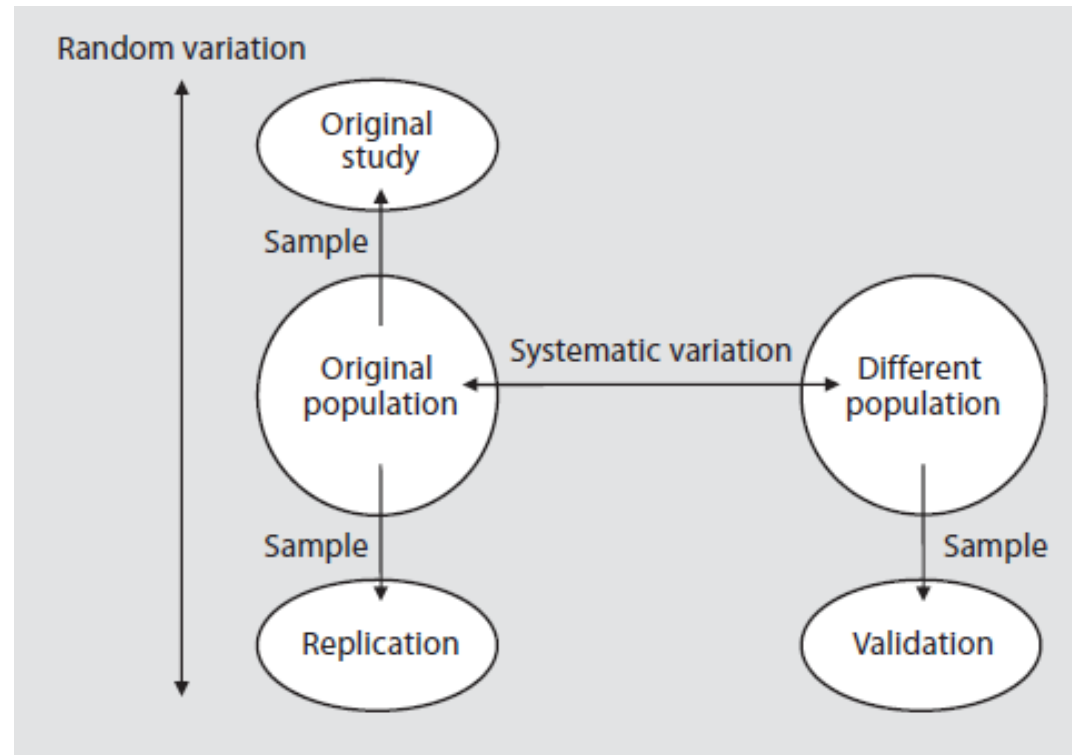 Random variation
Original
study
Sample
Original
population
Systematic variation
Different
population
Sample
Sample
Replication
Validation